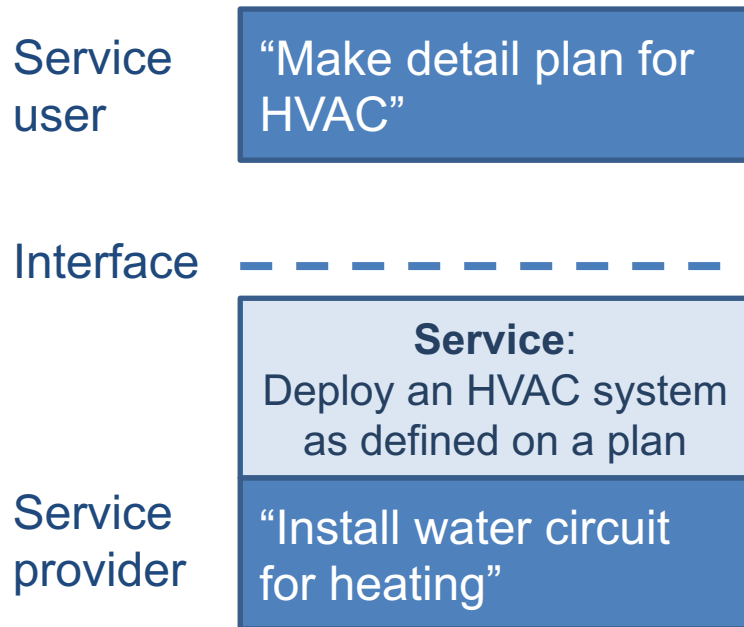 Service
user
“Make detail plan for
HVAC”
Interface
Service:
Deploy an HVAC system
as defined on a plan
Service
provider
“Install water circuit
for heating”